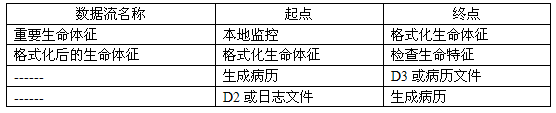 数据流名称 起点 终点
重要生命体征 本地监控 格式化生命体征
格式化后的生命体征 格式化生命体征 检查生命特征
------ 生成病历 D3 或病历文件
------ D2 或日志文件 生成病历